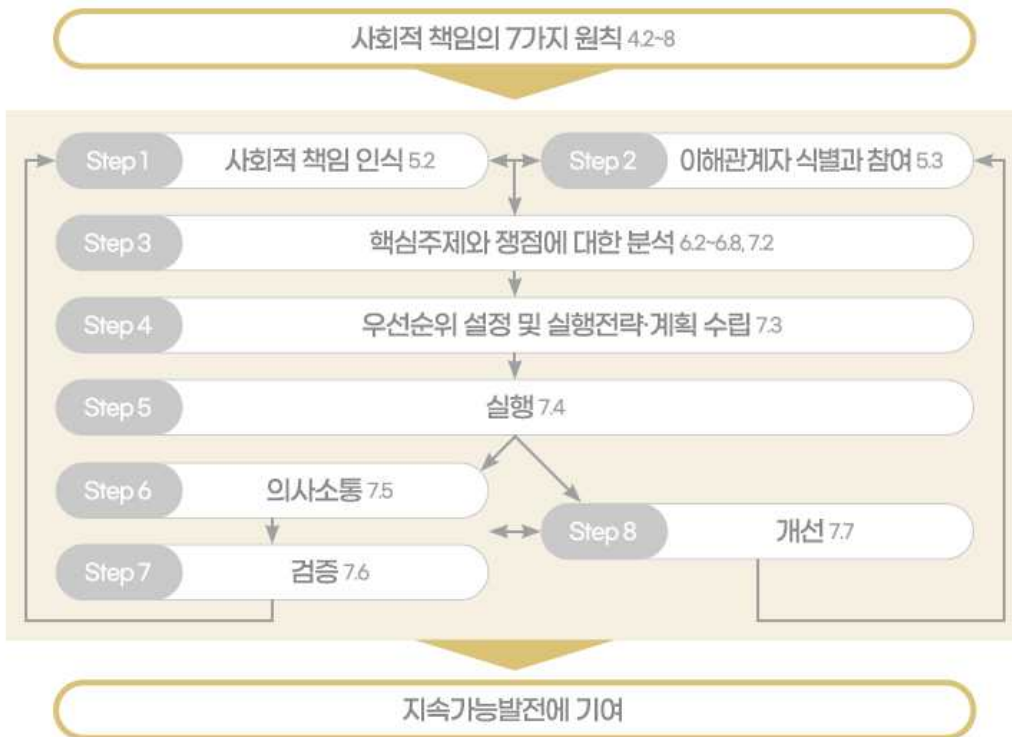 사회적 책임의 7가지 원칙 4.2~8
Step 1 사회적 책임 인식 5.2
Step 2 이해관계자 식별과 참여 5.3
Step 3 핵심주제와 쟁점에 대한 분석 6.2~6.8, 7.2
Step 4 우선순위 설정 및 실행전략·계획 수립 7.3
Step 5 실행 7.4
Step 6 의사소통 7.5
Step 8 개선 7.7
Step 7 검증 7.6
지속가능발전에 기여